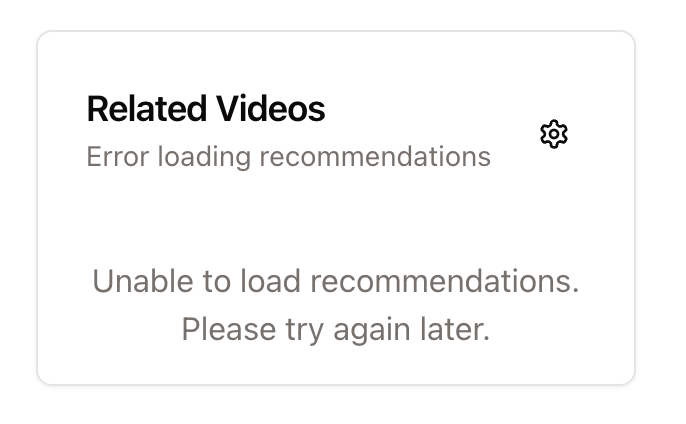 Related Videos
Error loading recommendations
Unable to load recommendations.
Please try again later.